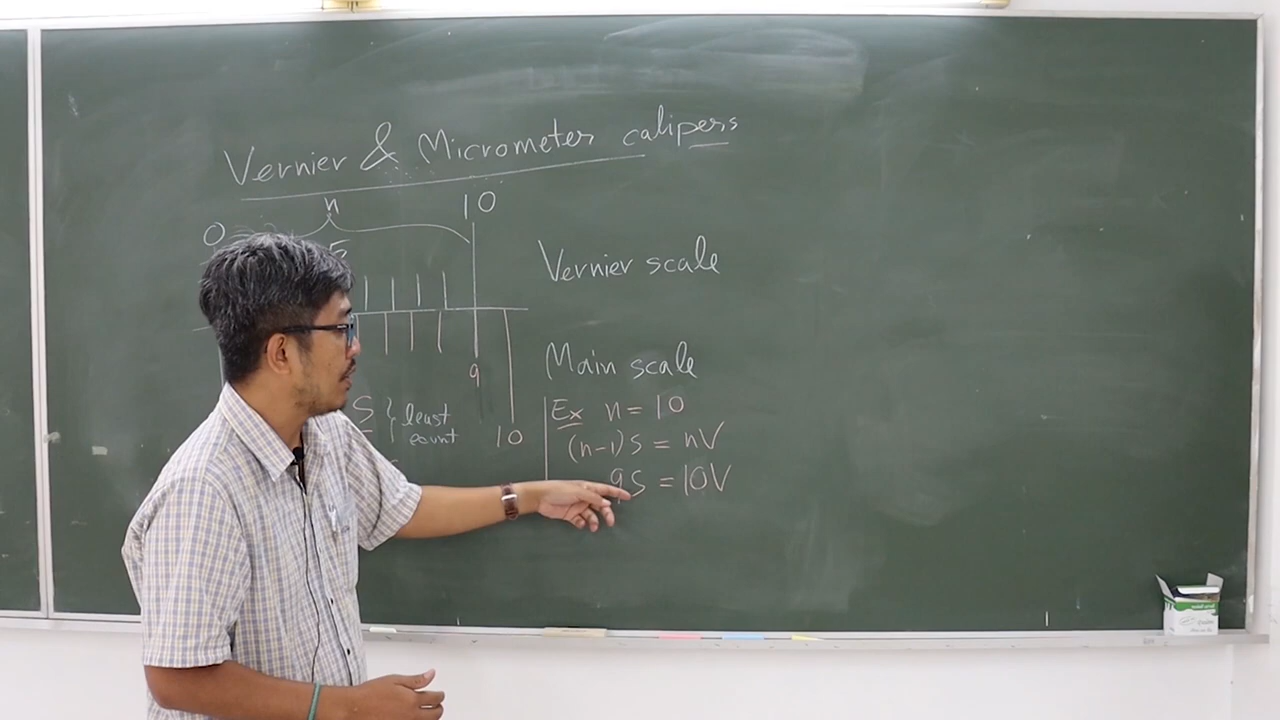 Vernier & Micrometer calipers
n
10
0
5
Vernier scale
9
Main scale
S } least
count
10
Ex n = 10
(n-1)S = nV
9S = 10V